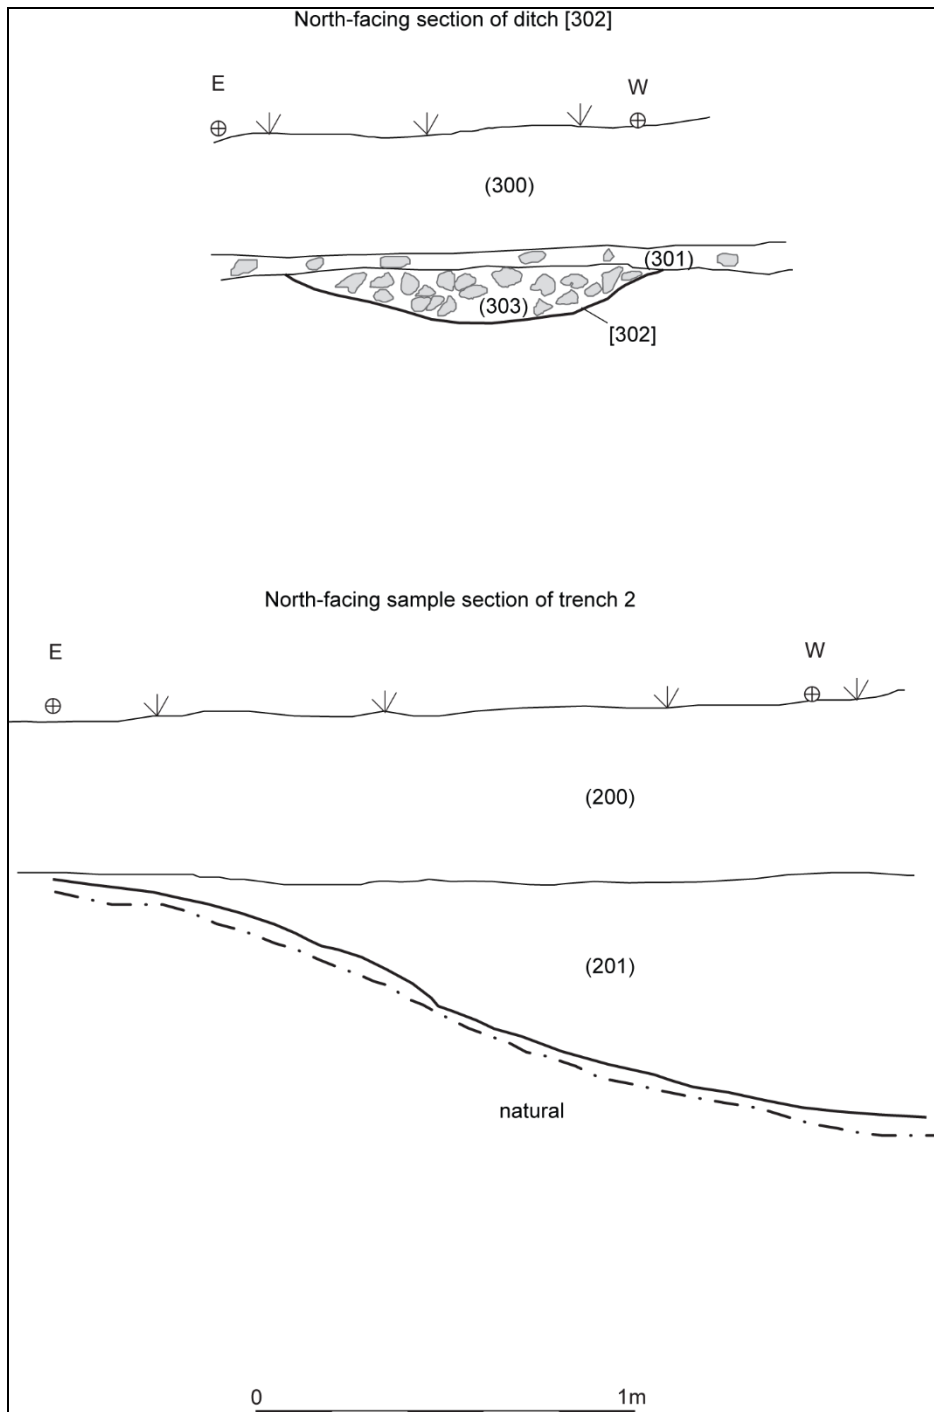 North-facing section of ditch [302]
E
W
(300)
(301)
(303)
[302]
North-facing sample section of trench 2
E
W
(200)
(201)
natural
0
1m